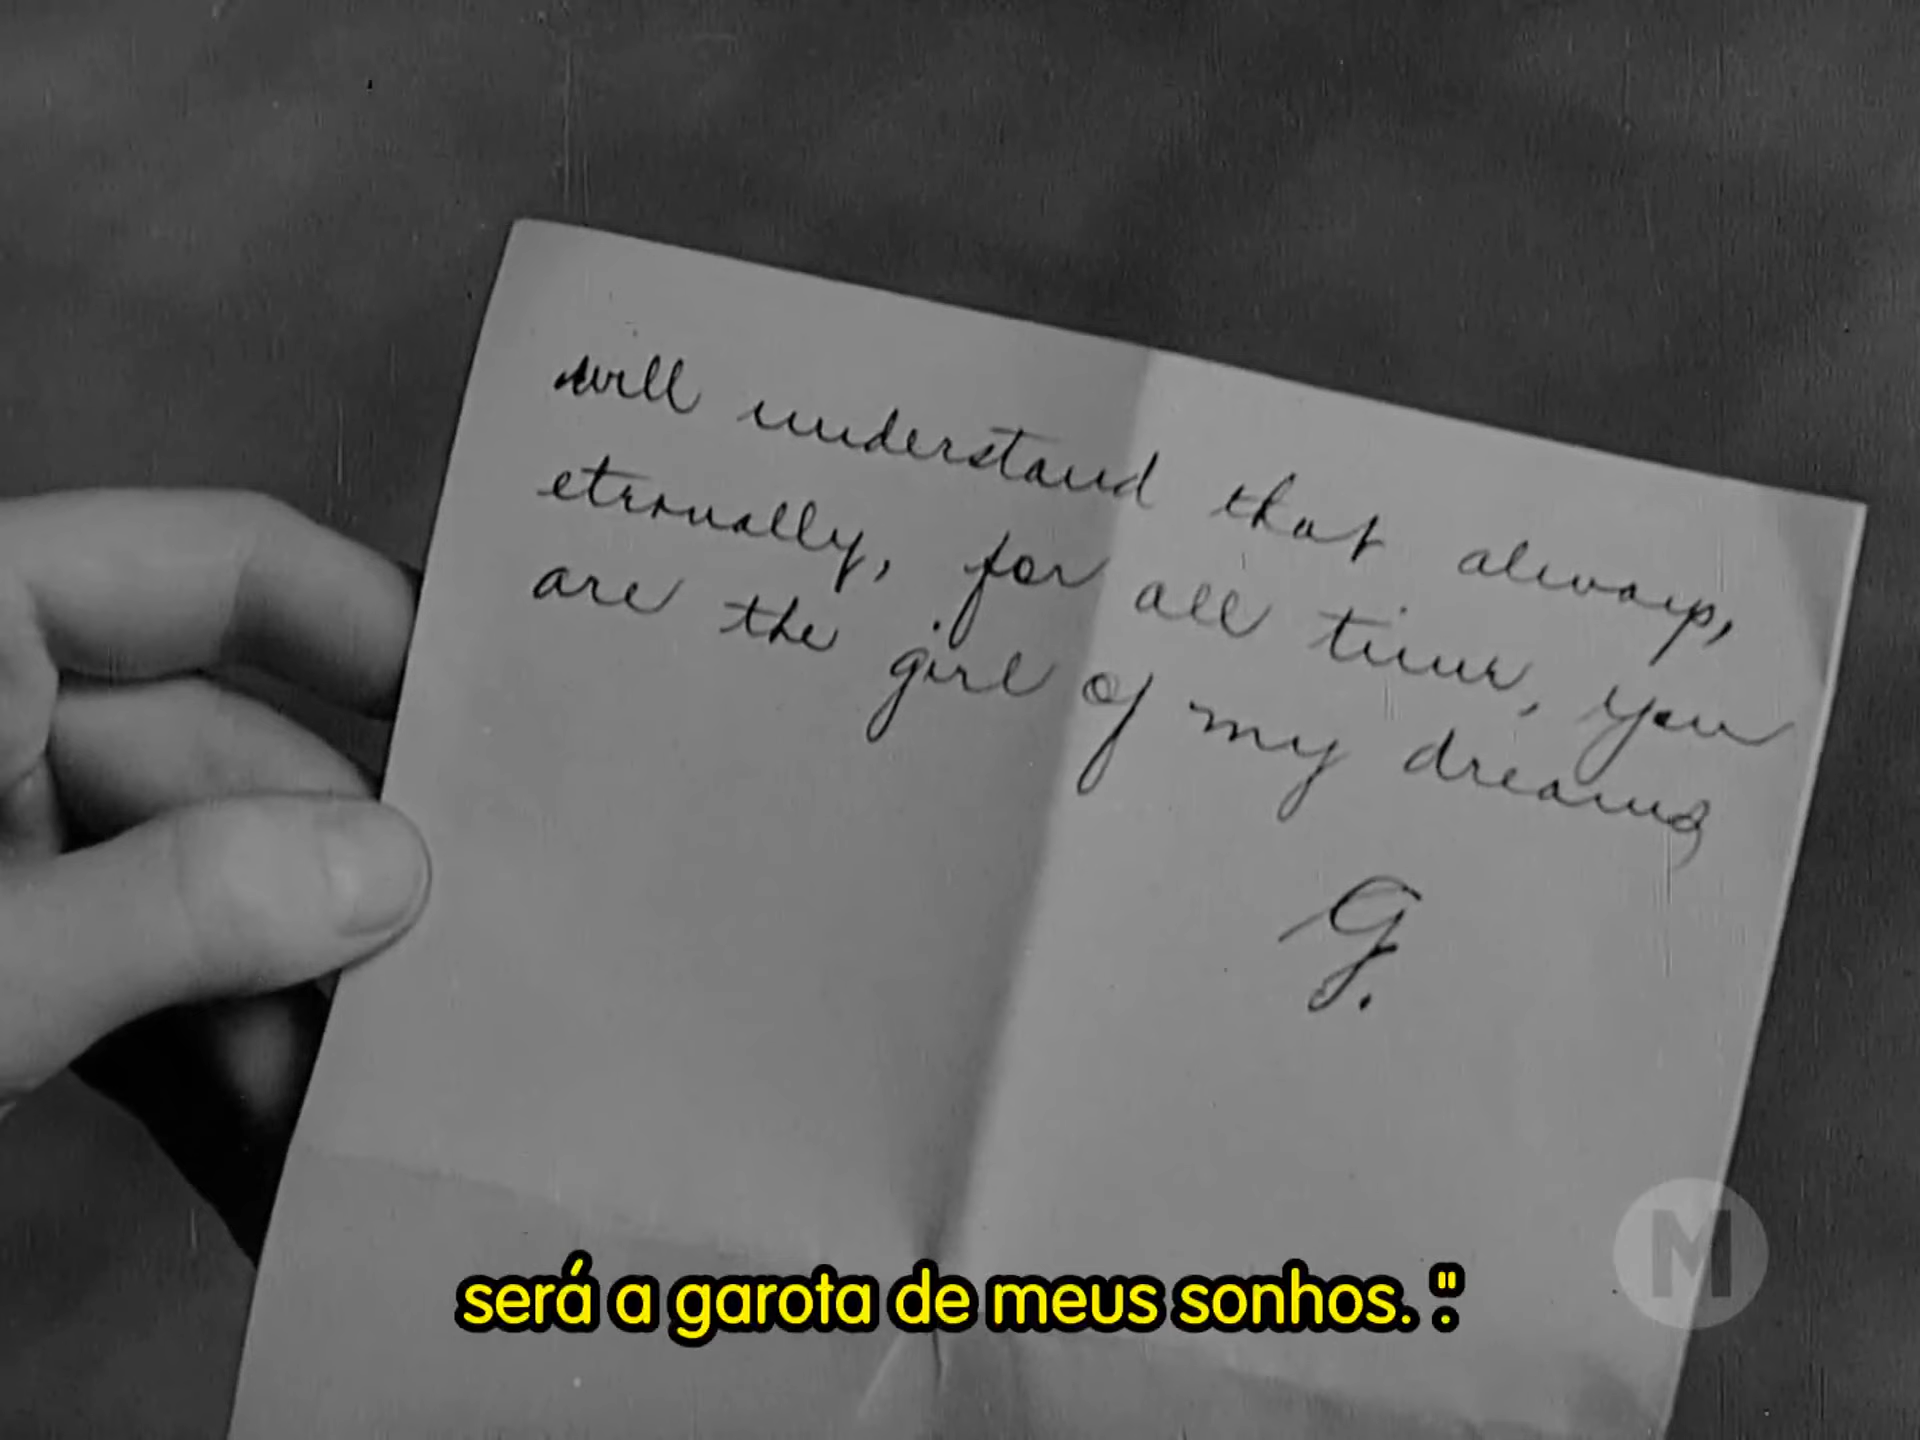 will understand that always,
eternally, for all time, you
are the girl of my dreams
G.
M
será a garota de meus sonhos. "